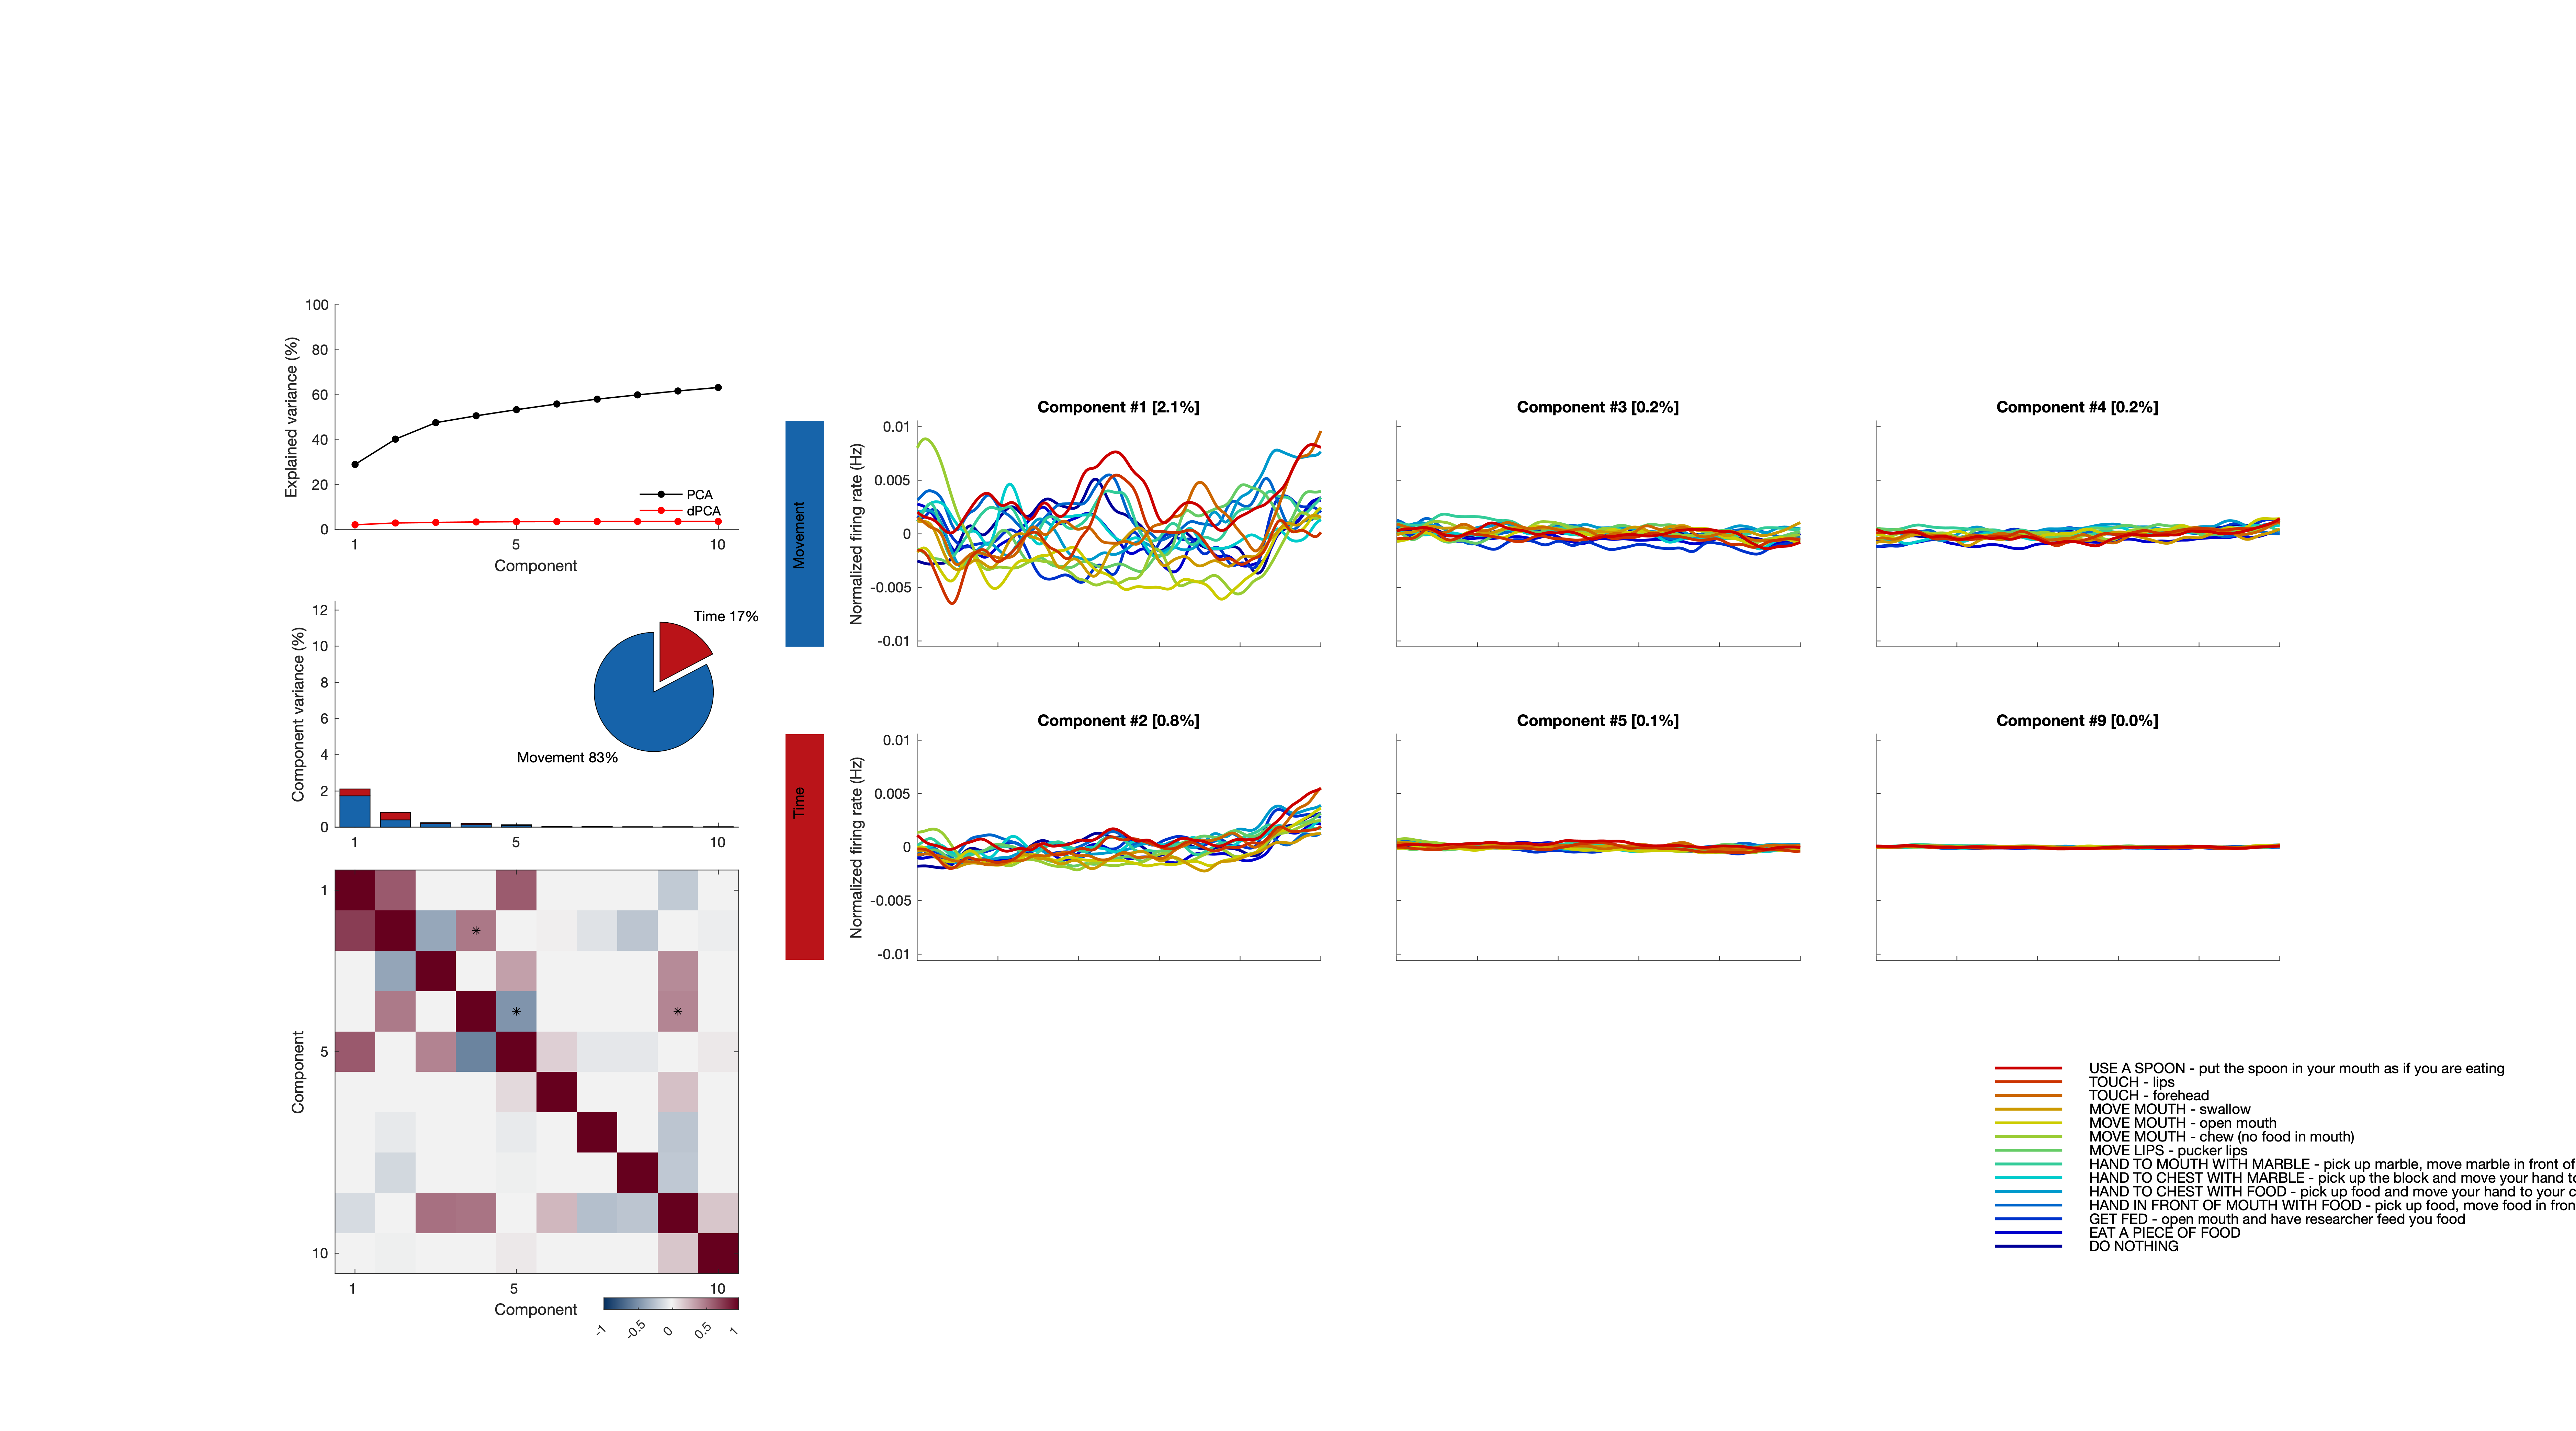 100
80
60
40
20
0
Explained variance (%)
PCA
dPCA
1
5
10
Component
12
10
8
6
4
2
0
Component variance (%)
Time 17%
Movement 83%
1
5
10
1
5
10
Component
1
5
10
Component
-1
-0.5
0
0.5
1
Movement
Normalized firing rate (Hz)
Component #1 [2.1%]
0.01
0.005
0
-0.005
-0.01
Component #3 [0.2%]
Component #4 [0.2%]
Time
Normalized firing rate (Hz)
Component #2 [0.8%]
0.01
0.005
0
-0.005
-0.01
Component #5 [0.1%]
Component #9 [0.0%]
USE A SPOON - put the spoon in your mouth as if you are eating
TOUCH - lips
TOUCH - forehead
MOVE MOUTH - swallow
MOVE MOUTH - open mouth
MOVE MOUTH - chew (no food in mouth)
MOVE LIPS - pucker lips
HAND TO MOUTH WITH MARBLE - pick up marble, move marble in front of
HAND TO CHEST WITH MARBLE - pick up the block and move your hand to
HAND TO CHEST WITH FOOD - pick up food and move your hand to your c
HAND IN FRONT OF MOUTH WITH FOOD - pick up food, move food in fron
GET FED - open mouth and have researcher feed you food
EAT A PIECE OF FOOD
DO NOTHING